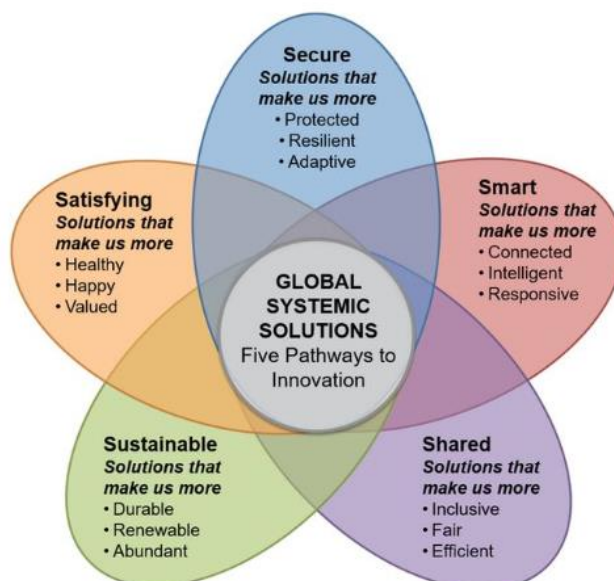 Secure
Solutions that
make us more
• Protected
• Resilient
• Adaptive
Smart
Solutions that
make us more
• Connected
• Intelligent
• Responsive
Shared
Solutions that
make us more
• Inclusive
• Fair
• Efficient
Sustainable
Solutions that
make us more
• Durable
• Renewable
• Abundant
Satisfying
Solutions that
make us more
• Healthy
• Happy
• Valued
GLOBAL
SYSTEMIC
SOLUTIONS
Five Pathways to
Innovation